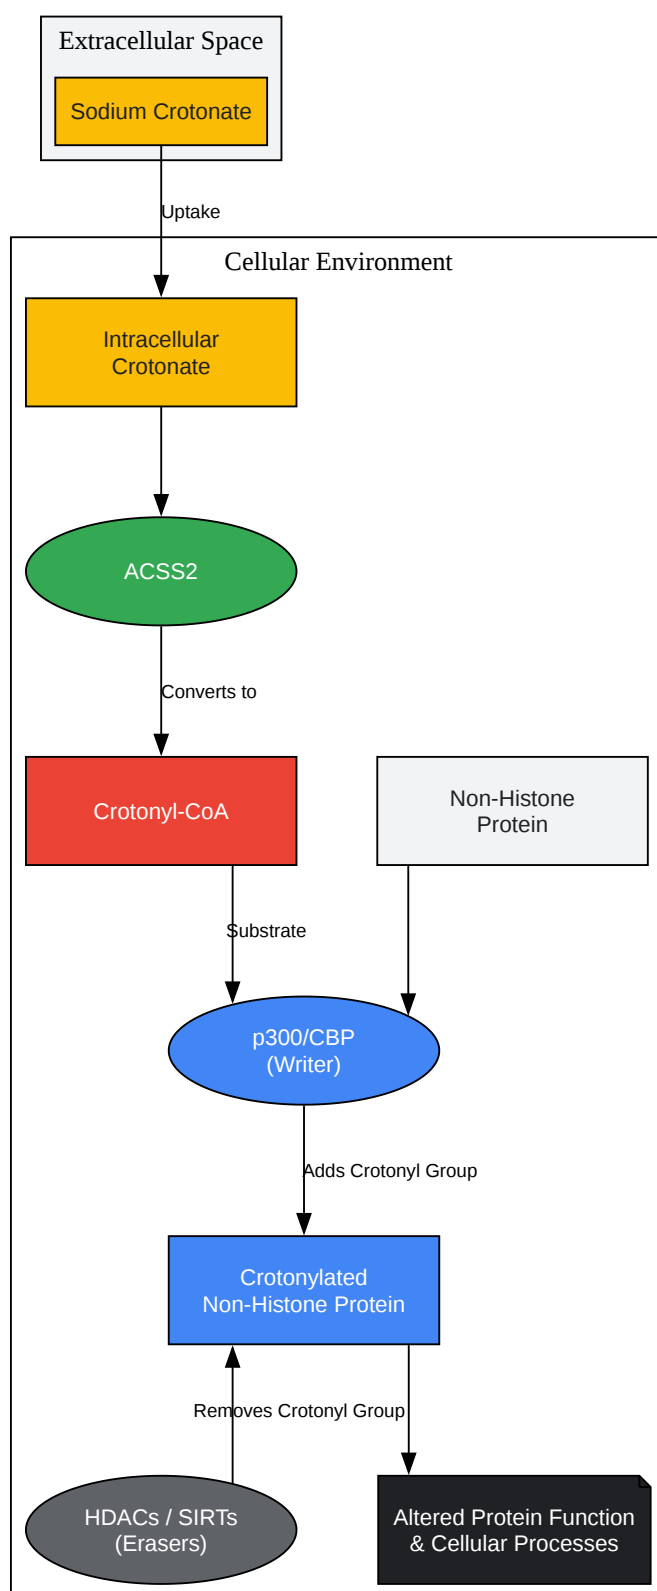 Extracellular Space
Sodium Crotonate
Uptake
Cellular Environment
Intracellular
Crotonate
ACSS2
Converts to
Crotonyl-CoA
Non-Histone
Protein
Substrate
p300/CBP
(Writer)
Adds Crotonyl Group
Crotonylated
Non-Histone Protein
Removes Crotonyl Group
HDACs / SIRTs
(Erasers)
Altered Protein Function
& Cellular Processes